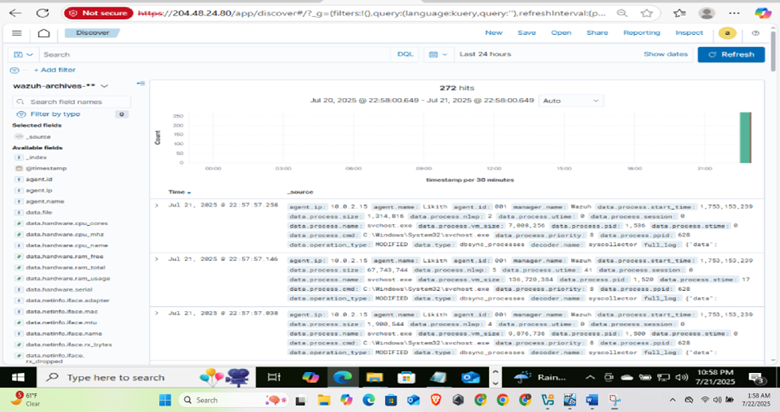 Not secure https://204.48.24.80/app/discover#/?_g=(filters:!(),query:(language:kuery,query:''),refreshInterval:(p...
Discover New Save Open Share Reporting Inspect a
Search DQL Last 24 hours Show dates Refresh
+ Add filter
wazuh-archives-**
Search field names
Filter by type 0
Selected fields
_source
Available fields
_index
@timestamp
agent.id
agent.ip
agent.name
data.file
data.hardware.cpu_cores
data.hardware.cpu_mhz
data.hardware.cpu_name
data.hardware.ram_free
data.hardware.ram_total
data.hardware.ram_usage
data.hardware.serial
data.netinfo.iface.adapter
data.netinfo.iface.mac
data.netinfo.iface.mtu
data.netinfo.iface.name
data.netinfo.iface.rx_bytes
data.netinfo.iface.
rx_dropped
272 hits
Jul 20, 2025 @ 22:58:00.649 - Jul 21, 2025 @ 22:58:00.649 Auto
Count
250
200
150
100
50
0
00:00 03:00 06:00 09:00 12:00 15:00 18:00 21:00
timestamp per 30 minutes
Time _source
Jul 21, 2025 @ 22:57:57.258 agent.ip: 10.0.2.15 agent.name: Likith agent.id: 001 manager.name: Wazuh data.process.start_time: 1,753,153,239
data.process.size: 1,314,816 data.process.nlwp: 2 data.process.utime: 0 data.process.session: 0
data.process.name: svchost.exe data.process.vm_size: 7,008,256 data.process.pid: 1,596 data.process.stime: 0
data.process.cmd: C:\Windows\System32\svchost.exe data.process.priority: 8 data.process.ppid: 628
data.operation_type: MODIFIED data.type: dbsync_processes decoder.name: syscollector full_log: {"data":
Jul 21, 2025 @ 22:57:57.146 agent.ip: 10.0.2.15 agent.name: Likith agent.id: 001 manager.name: Wazuh data.process.start_time: 1,753,153,239
data.process.size: 67,743,744 data.process.nlwp: 5 data.process.utime: 41 data.process.session: 0
data.process.name: svchost.exe data.process.vm_size: data.process.pid: 1,520 data.process.stime: 17
data.process.cmd: C:\Windows\System32\svchost.exe data.process.priority: 8 data.process.ppid: 628
data.operation_type: MODIFIED data.type: dbsync_processes decoder.name: syscollector full_log: {"data":
Jul 21, 2025 @ 22:57:57.038 agent.ip: 10.0.2.15 agent.name: Likith agent.id: 001 manager.name: Wazuh data.process.start_time: 1,753,153,239
data.process.size: data.process.nlwp: 4 data.process.utime: 0 data.process.session: 0
data.process.name: svchost.exe data.process.vm_size: data.process.pid: data.process.stime: 0
data.process.cmd: C:\Windows\System32\svchost.exe data.process.priority: 8 data.process.ppid: 628
data.operation_type: MODIFIED data.type: dbsync_processes decoder.name: syscollector full_log: {"data":
Type here to search Rain... 10:58 PM
7/21/2025
61°F
Clear
Search
1:58 AM
7/22/2025